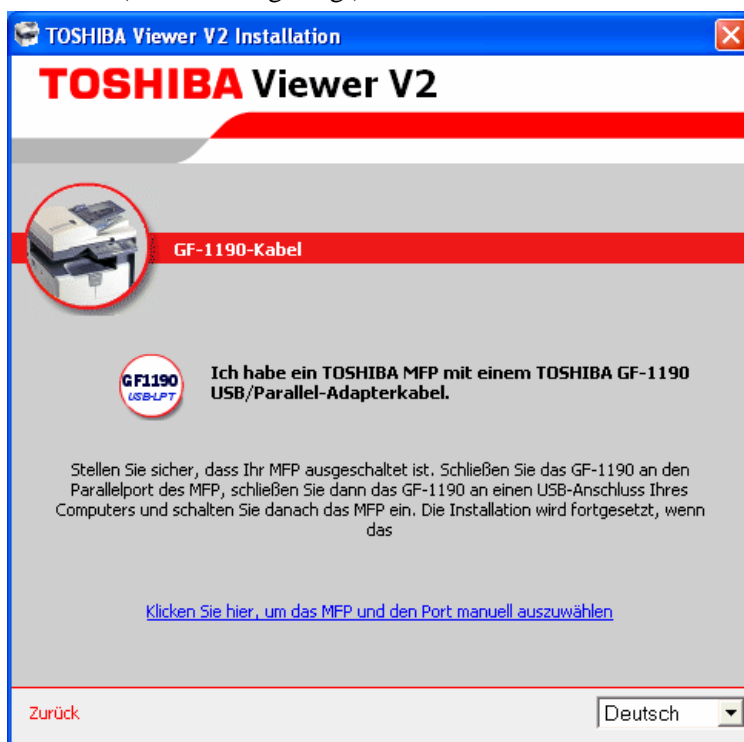 TOSHIBA Viewer V2 Installation
TOSHIBA Viewer V2
GF-1190-Kabel
GF1190
USB-LPT
Ich habe ein TOSHIBA MFP mit einem TOSHIBA GF-1190
USB/Parallel-Adapterkabel.
Stellen Sie sicher, dass Ihr MFP ausgeschaltet ist. Schließen Sie das GF-1190 an den
Parallelport des MFP, schließen Sie dann das GF-1190 an einen USB-Anschluss Ihres
Computers und schalten Sie danach das MFP ein. Die Installation wird fortgesetzt, wenn
das
Klicken Sie hier, um das MFP und den Port manuell auszuwählen
Zurück
Deutsch